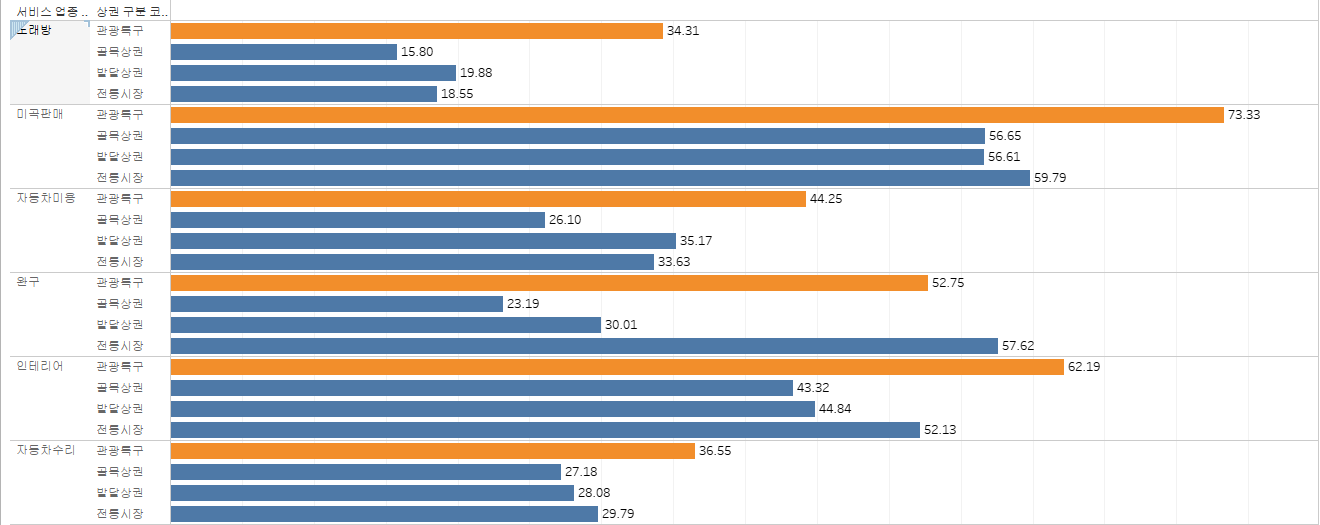 서비스 업종 .. 상권 구분 코..
노래방 관광특구 34.31
골목상권 15.80
발달상권 19.88
전통시장 18.55
미곡판매 관광특구 73.33
골목상권 56.65
발달상권 56.61
전통시장 59.79
자동차미용 관광특구 44.25
골목상권 26.10
발달상권 35.17
전통시장 33.63
완구 관광특구 52.75
골목상권 23.19
발달상권 30.01
전통시장 57.62
인테리어 관광특구 62.19
골목상권 43.32
발달상권 44.84
전통시장 52.13
자동차수리 관광특구 36.55
골목상권 27.18
발달상권 28.08
전통시장 29.79